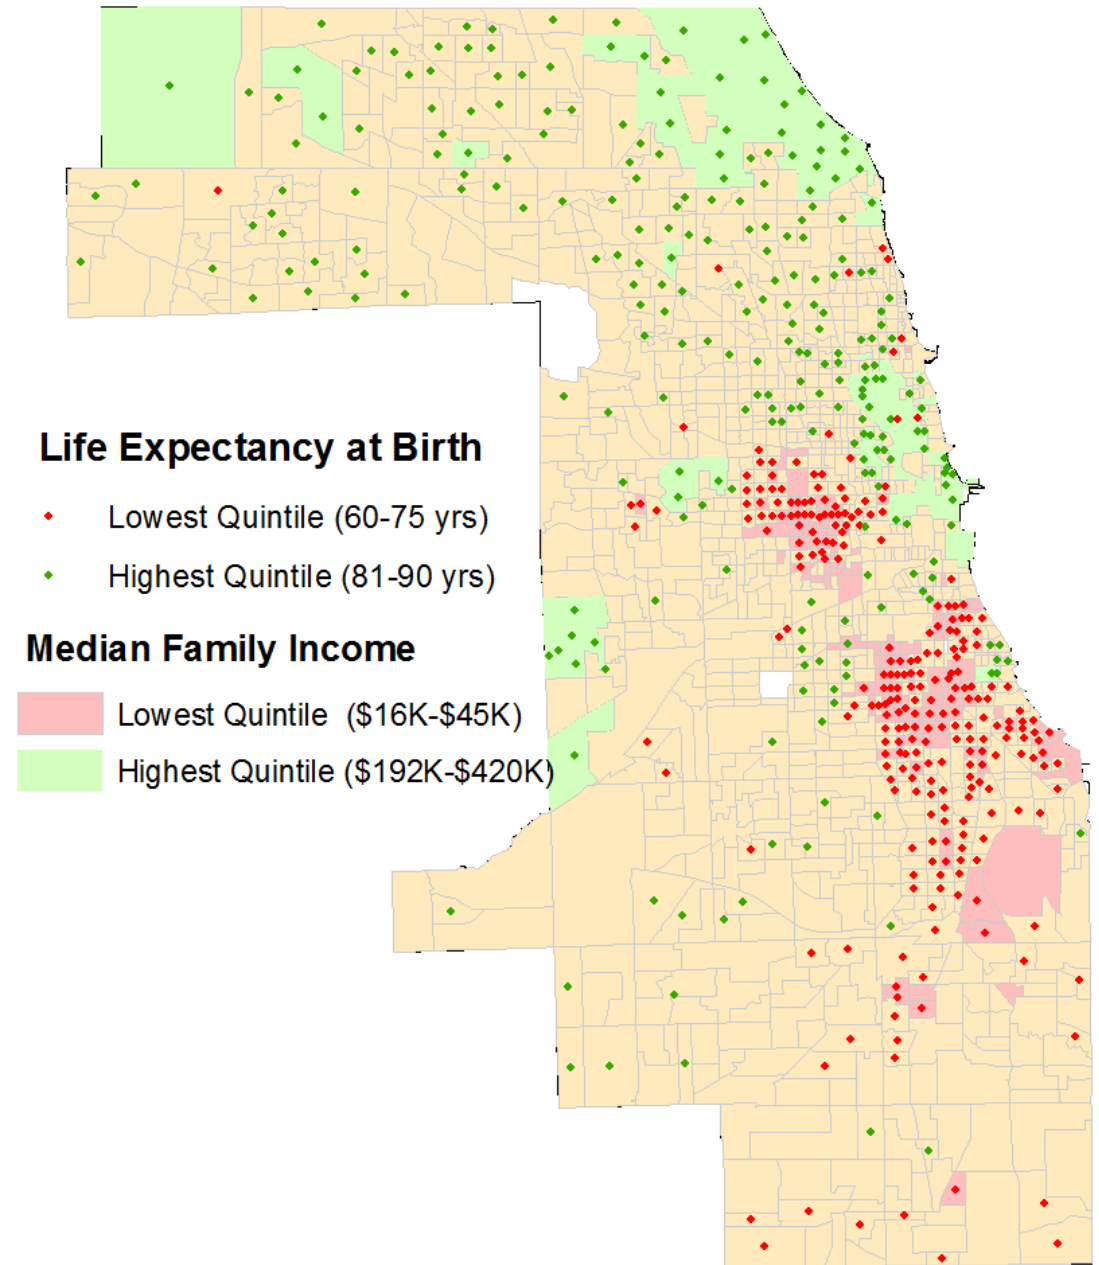 Life Expectancy at Birth
Lowest Quintile (60-75 yrs)
Highest Quintile (81-90 yrs)
Median Family Income
Lowest Quintile  ($16K-$45K)
Highest Quintile ($192K-$420K)